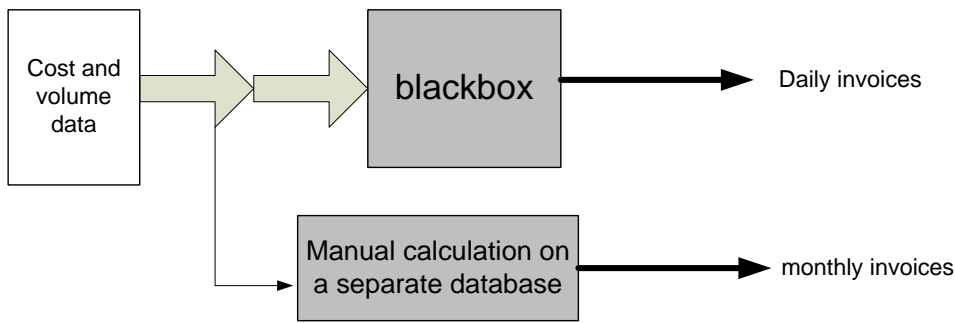 Cost and
volume
data
blackbox
Daily invoices
Manual calculation on
a separate database
monthly invoices